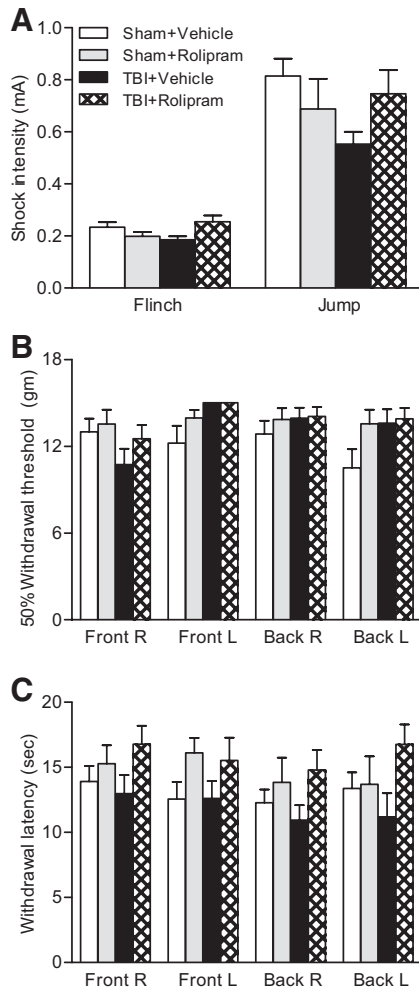 A
Sham+Vehicle
Sham+Rolipram
TBI+Vehicle
TBI+Rolipram
Shock intensity (mA)
1.0
0.8
0.6
0.4
0.2
0.0
Flinch Jump
B
50% Withdrawal threshold (gm)
18
12
6
0
Front R Front L Back R Back L
C
Withdrawal latency (sec)
20
15
10
5
0
Front R Front L Back R Back L